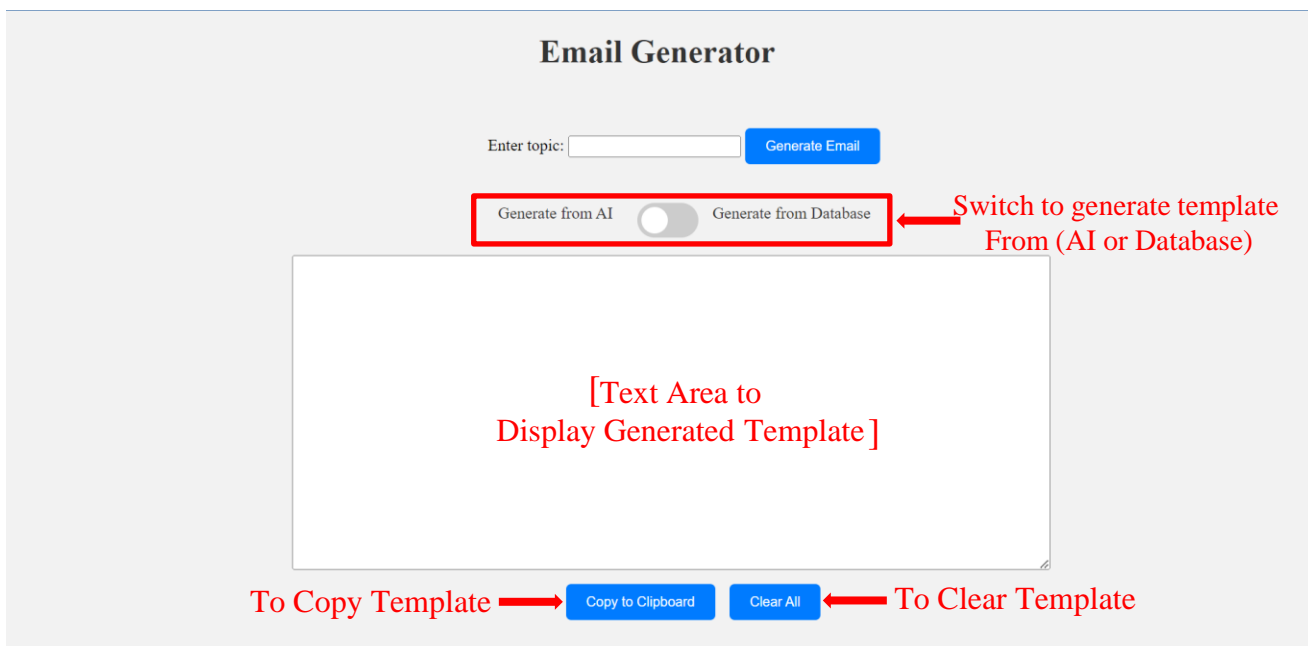 Email Generator
Enter topic:
Generate Email
Generate from AI
Generate from Database
Switch to generate template
From (AI or Database)
[Text Area to
Display Generated Template]
To Copy Template
Copy to Clipboard
Clear All
To Clear Template